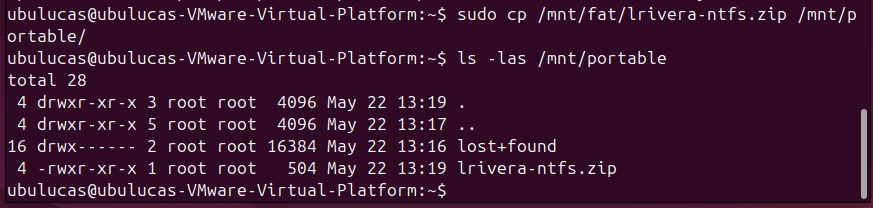 ubulucas@ubulucas-VMware-Virtual-Platform:~$ sudo cp /mnt/fat/lrivera-ntfs.zip /mnt/p
ortable/
ubulucas@ubulucas-VMware-Virtual-Platform:~$ ls -las /mnt/portable
total 28
 4 drwxr-xr-x 3 root root  4096 May 22 13:19 .
 4 drwxr-xr-x 5 root root  4096 May 22 13:17 ..
16 drwx------ 2 root root 16384 May 22 13:16 lost+found
 4 -rwxr-xr-x 1 root root   504 May 22 13:19 lrivera-ntfs.zip
ubulucas@ubulucas-VMware-Virtual-Platform:~$